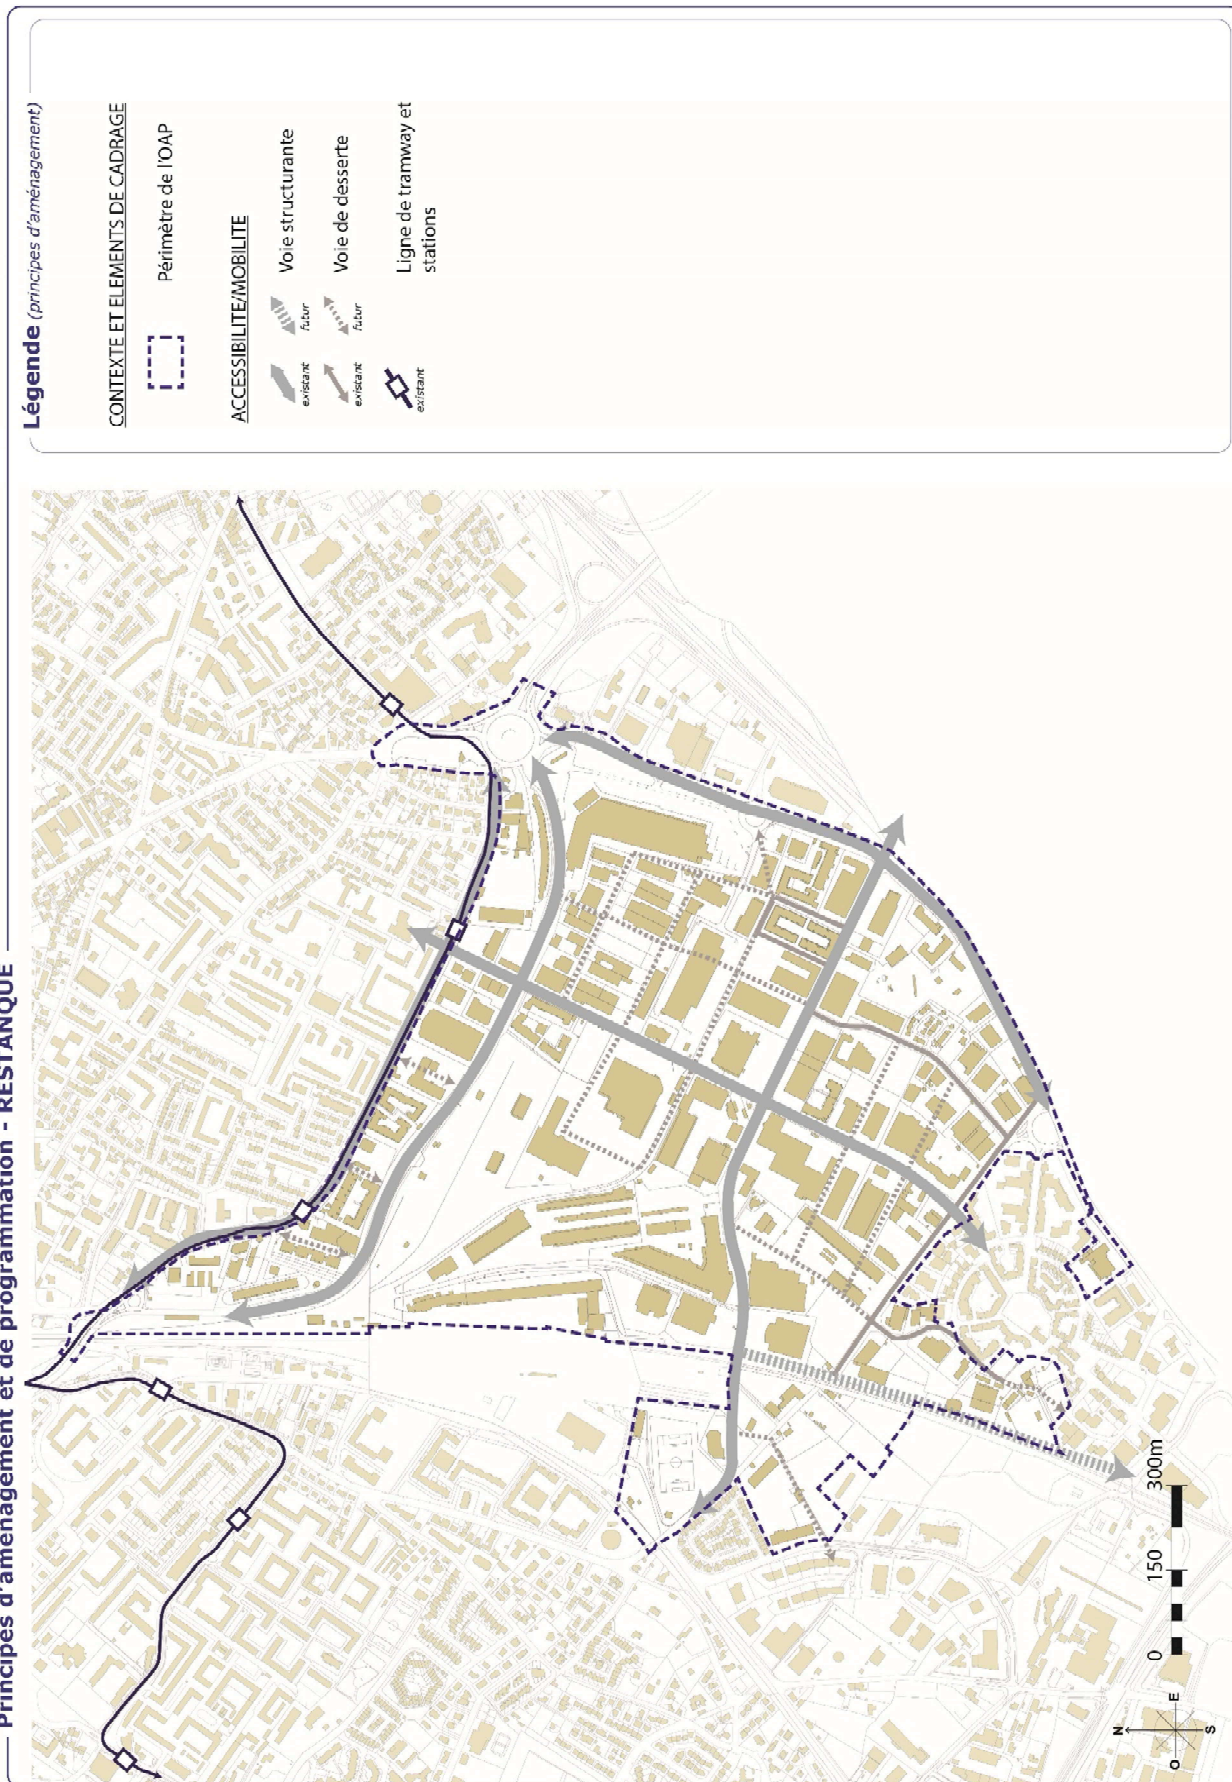 Principes d'aménagement et de programmation - RESTANQUE
Légende (principes d'aménagement)
CONTEXTE ET ELEMENTS DE CADRAGE
Périmètre de l'OAP
ACCESSIBILITE/MOBILITE
existant
futur
Voie structurante
existant
futur
Voie de desserte
existant
Ligne de tramway et
stations
N
O
E
S
0
150
300m